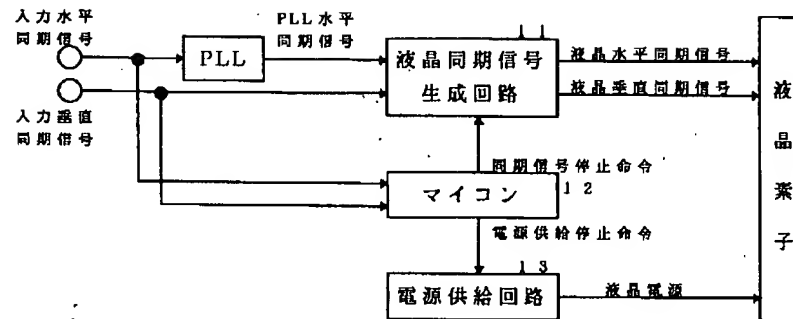 入力水平
同期信号
PLL水平
同期信号
PLL
11
液晶同期信号
生成回路
液晶水平同期信号
液晶垂直同期信号
入力垂直
同期信号
同期信号停止命令
マイコン
12
電源供給停止命令
13
電源供給回路
液晶電源
液晶素子